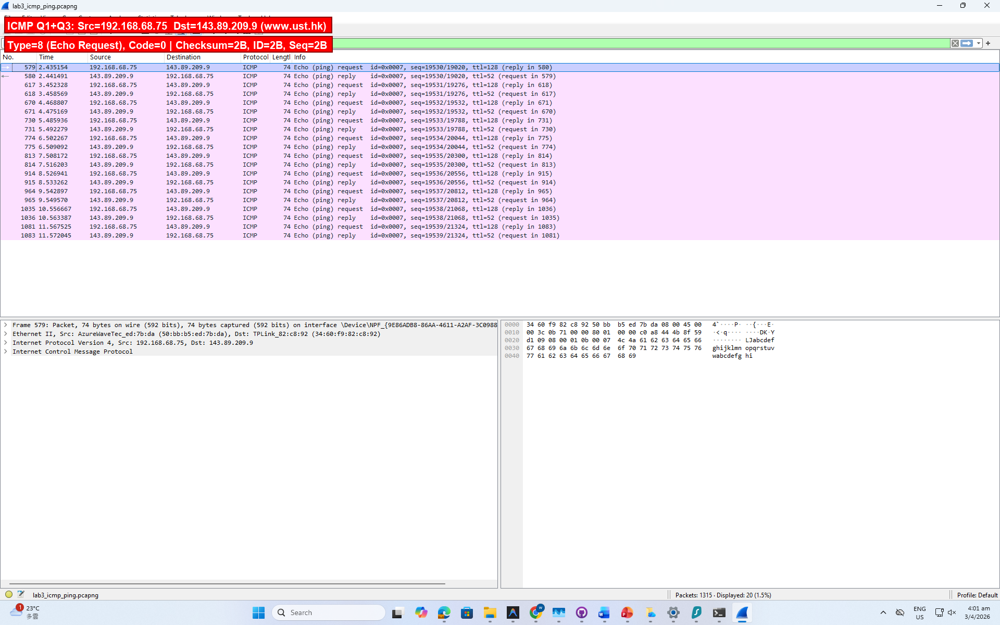 lab3_icmp_ping.pcapng
ICMP Q1+Q3: Src=192.168.68.75  Dst=143.89.209.9 (www.ust.hk)
Type=8 (Echo Request), Code=0 | Checksum=2B, ID=2B, Seq=2B
No. Time Source Destination Protocol Lengtl Info
579 2.435154 192.168.68.75 143.89.209.9 ICMP 74 Echo (ping) request id=0x0007, seq=19530/19020, ttl=128 (reply in 580)
580 2.441491 143.89.209.9 192.168.68.75 ICMP 74 Echo (ping) reply id=0x0007, seq=19530/19020, ttl=52 (request in 579)
617 3.452328 192.168.68.75 143.89.209.9 ICMP 74 Echo (ping) request id=0x0007, seq=19531/19276, ttl=128 (reply in 618)
618 3.458569 143.89.209.9 192.168.68.75 ICMP 74 Echo (ping) reply id=0x0007, seq=19531/19276, ttl=52 (request in 617)
670 4.468807 192.168.68.75 143.89.209.9 ICMP 74 Echo (ping) request id=0x0007, seq=19532/19532, ttl=128 (reply in 671)
671 4.475169 143.89.209.9 192.168.68.75 ICMP 74 Echo (ping) reply id=0x0007, seq=19532/19532, ttl=52 (request in 670)
730 5.485936 192.168.68.75 143.89.209.9 ICMP 74 Echo (ping) request id=0x0007, seq=19533/19788, ttl=128 (reply in 731)
731 5.492279 143.89.209.9 192.168.68.75 ICMP 74 Echo (ping) reply id=0x0007, seq=19533/19788, ttl=52 (request in 730)
774 6.502267 192.168.68.75 143.89.209.9 ICMP 74 Echo (ping) request id=0x0007, seq=19534/20044, ttl=128 (reply in 775)
775 6.509092 143.89.209.9 192.168.68.75 ICMP 74 Echo (ping) reply id=0x0007, seq=19534/20044, ttl=52 (request in 774)
813 7.508172 192.168.68.75 143.89.209.9 ICMP 74 Echo (ping) request id=0x0007, seq=19535/20300, ttl=128 (reply in 814)
814 7.516203 143.89.209.9 192.168.68.75 ICMP 74 Echo (ping) reply id=0x0007, seq=19535/20300, ttl=52 (request in 813)
914 8.526941 192.168.68.75 143.89.209.9 ICMP 74 Echo (ping) request id=0x0007, seq=19536/20556, ttl=128 (reply in 915)
915 8.533262 143.89.209.9 192.168.68.75 ICMP 74 Echo (ping) reply id=0x0007, seq=19536/20556, ttl=52 (request in 914)
964 9.542897 192.168.68.75 143.89.209.9 ICMP 74 Echo (ping) request id=0x0007, seq=19537/20812, ttl=128 (reply in 965)
965 9.549570 143.89.209.9 192.168.68.75 ICMP 74 Echo (ping) reply id=0x0007, seq=19537/20812, ttl=52 (request in 964)
1035 10.556667 192.168.68.75 143.89.209.9 ICMP 74 Echo (ping) request id=0x0007, seq=19538/21068, ttl=128 (reply in 1036)
1036 10.563387 143.89.209.9 192.168.68.75 ICMP 74 Echo (ping) reply id=0x0007, seq=19538/21068, ttl=52 (request in 1035)
1081 11.567525 192.168.68.75 143.89.209.9 ICMP 74 Echo (ping) request id=0x0007, seq=19539/21324, ttl=128 (reply in 1083)
1083 11.572045 143.89.209.9 192.168.68.75 ICMP 74 Echo (ping) reply id=0x0007, seq=19539/21324, ttl=52 (request in 1081)
Frame 579: Packet, 74 bytes on wire (592 bits), 74 bytes captured (592 bits) on interface \Device\NPF_{9E86ADB8-86AA-4611-A2AF-3C0988
Ethernet II, Src: AzureWaveTec_ed:7b:da (50:bb:b5:ed:7b:da), Dst: TPLink_82:c8:92 (34:60:f9:82:c8:92)
Internet Protocol Version 4, Src: 192.168.68.75, Dst: 143.89.209.9
Internet Control Message Protocol
0000 34 60 f9 82 c8 92 50 bb b5 ed 7b da 08 00 45 00 4`····P· ··{···E·
0010 00 3c 0b 71 00 00 80 01 00 00 c0 a8 44 4b 8f 59 ·<·q···· ····DK·Y
0020 d1 09 08 00 01 0b 00 07 4c 4a 61 62 63 64 65 66 ········ LJabcdef
0030 67 68 69 6a 6b 6c 6d 6e 6f 70 71 72 73 74 75 76 ghijklmn opqrstuv
0040 77 61 62 63 64 65 66 67 68 69 wabcdefg hi
lab3_icmp_ping.pcapng
Packets: 1315 · Displayed: 20 (1.5%)
Profile: Default
1
23°C
多雲
Search
W
ENG
US
4:01 am
3/4/2026